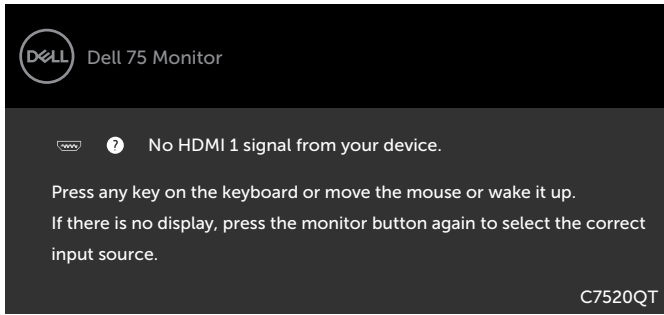 DELL Dell 75 Monitor
? No HDMI 1 signal from your device.
Press any key on the keyboard or move the mouse or wake it up.
If there is no display, press the monitor button again to select the correct
input source.
C7520QT